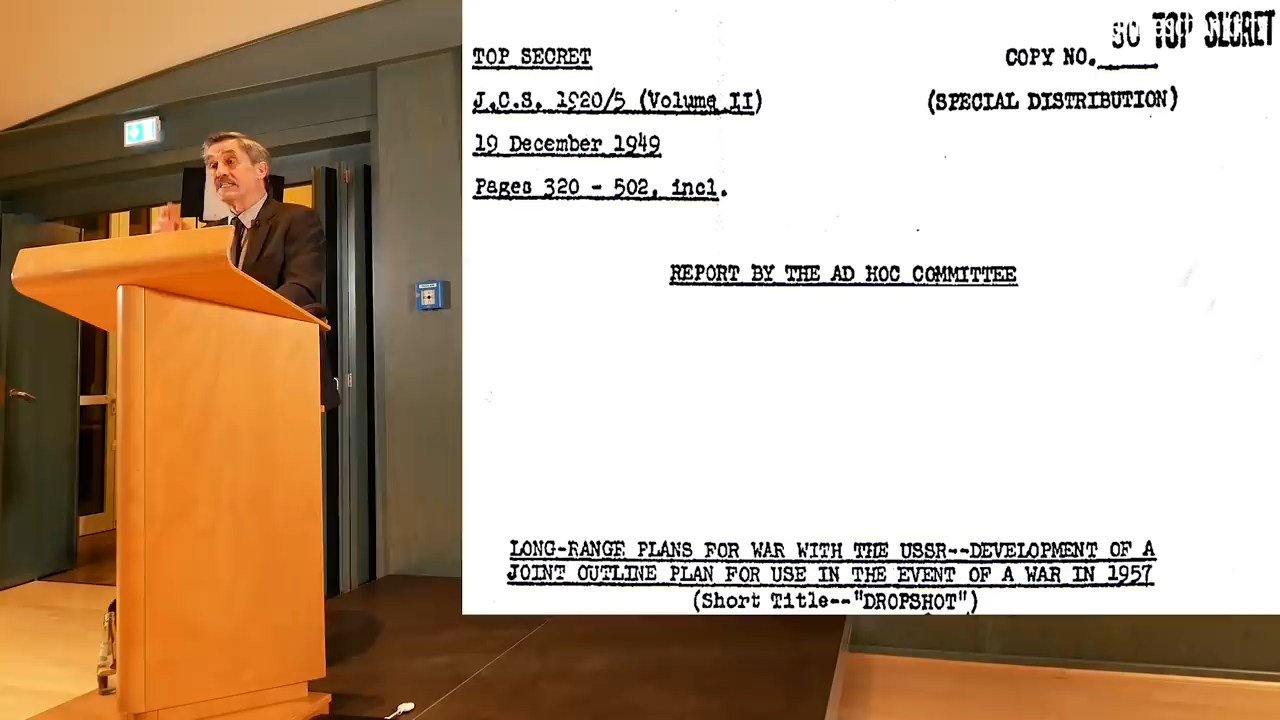 TOP SECRET
TOP SECRET
COPY NO.
J.C.S. 1920/5 (Volume II)
(SPECIAL DISTRIBUTION)
19 December 1949
Pages 320 - 502, incl.
REPORT BY THE AD HOC COMMITTEE
LONG-RANGE PLANS FOR WAR WITH THE USSR--DEVELOPMENT OF A
JOINT OUTLINE PLAN FOR USE IN THE EVENT OF A WAR IN 1957
(Short Title--"DROPSHOT")